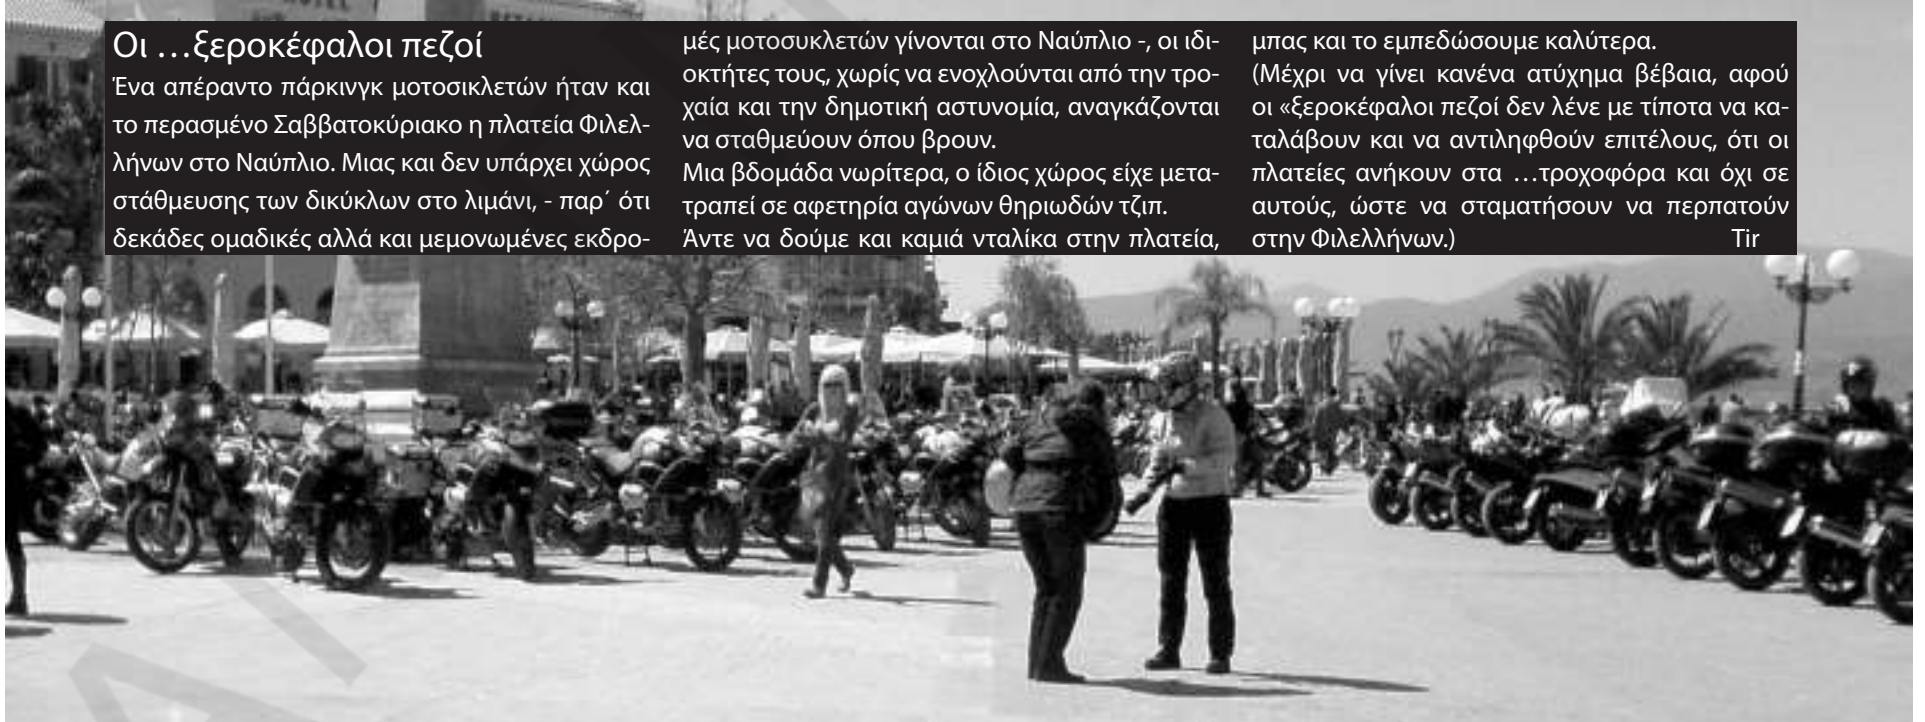 HOTEL
Οι …ξεροκέφαλοι πεζοί
Ένα απέραντο πάρκινγκ μοτοσικλετών ήταν και
το περασμένο Σαββατοκύριακο η πλατεία Φιλελ-
λήνων στο Ναύπλιο. Μιας και δεν υπάρχει χώρος
στάθμευσης των δικύκλων στο λιμάνι, - παρ΄ ότι
δεκάδες ομαδικές αλλά και μεμονωμένες εκδρο-
μές μοτοσυκλετών γίνονται στο Ναύπλιο -, οι ιδι-
οκτήτες τους, χωρίς να ενοχλούνται από την τρο-
χαία και την δημοτική αστυνομία, αναγκάζονται
να σταθμεύουν όπου βρουν.
Μια βδομάδα νωρίτερα, ο ίδιος χώρος είχε μετα-
τραπεί σε αφετηρία αγώνων θηριωδών τζιπ.
Άντε να δούμε και καμιά νταλίκα στην πλατεία,
μπας και το εμπεδώσουμε καλύτερα.
(Μέχρι να γίνει κανένα ατύχημα βέβαια, αφού
οι «ξεροκέφαλοι πεζοί δεν λένε με τίποτα να κα-
ταλάβουν και να αντιληφθούν επιτέλους, ότι οι
πλατείες ανήκουν στα …τροχοφόρα και όχι σε
αυτούς, ώστε να σταματήσουν να περπατούν
στην Φιλελλήνων.) Tir